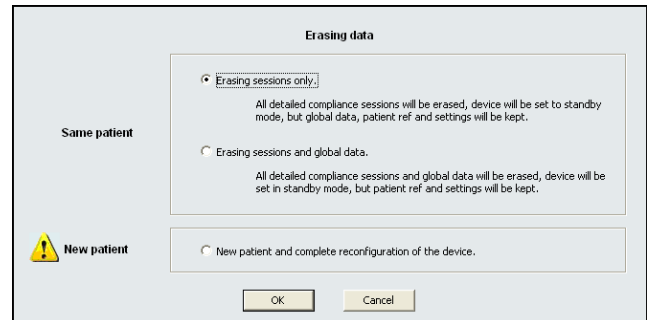 Erasing data
Same patient
Erasing sessions only.
All detailed compliance sessions will be erased, device will be set to standby
mode, but global data, patient ref and settings will be kept.
Erasing sessions and global data.
All detailed compliance sessions and global data will be erased, device will be
set in standby mode, but patient ref and settings will be kept.
New patient
New patient and complete reconfiguration of the device.
OK
Cancel